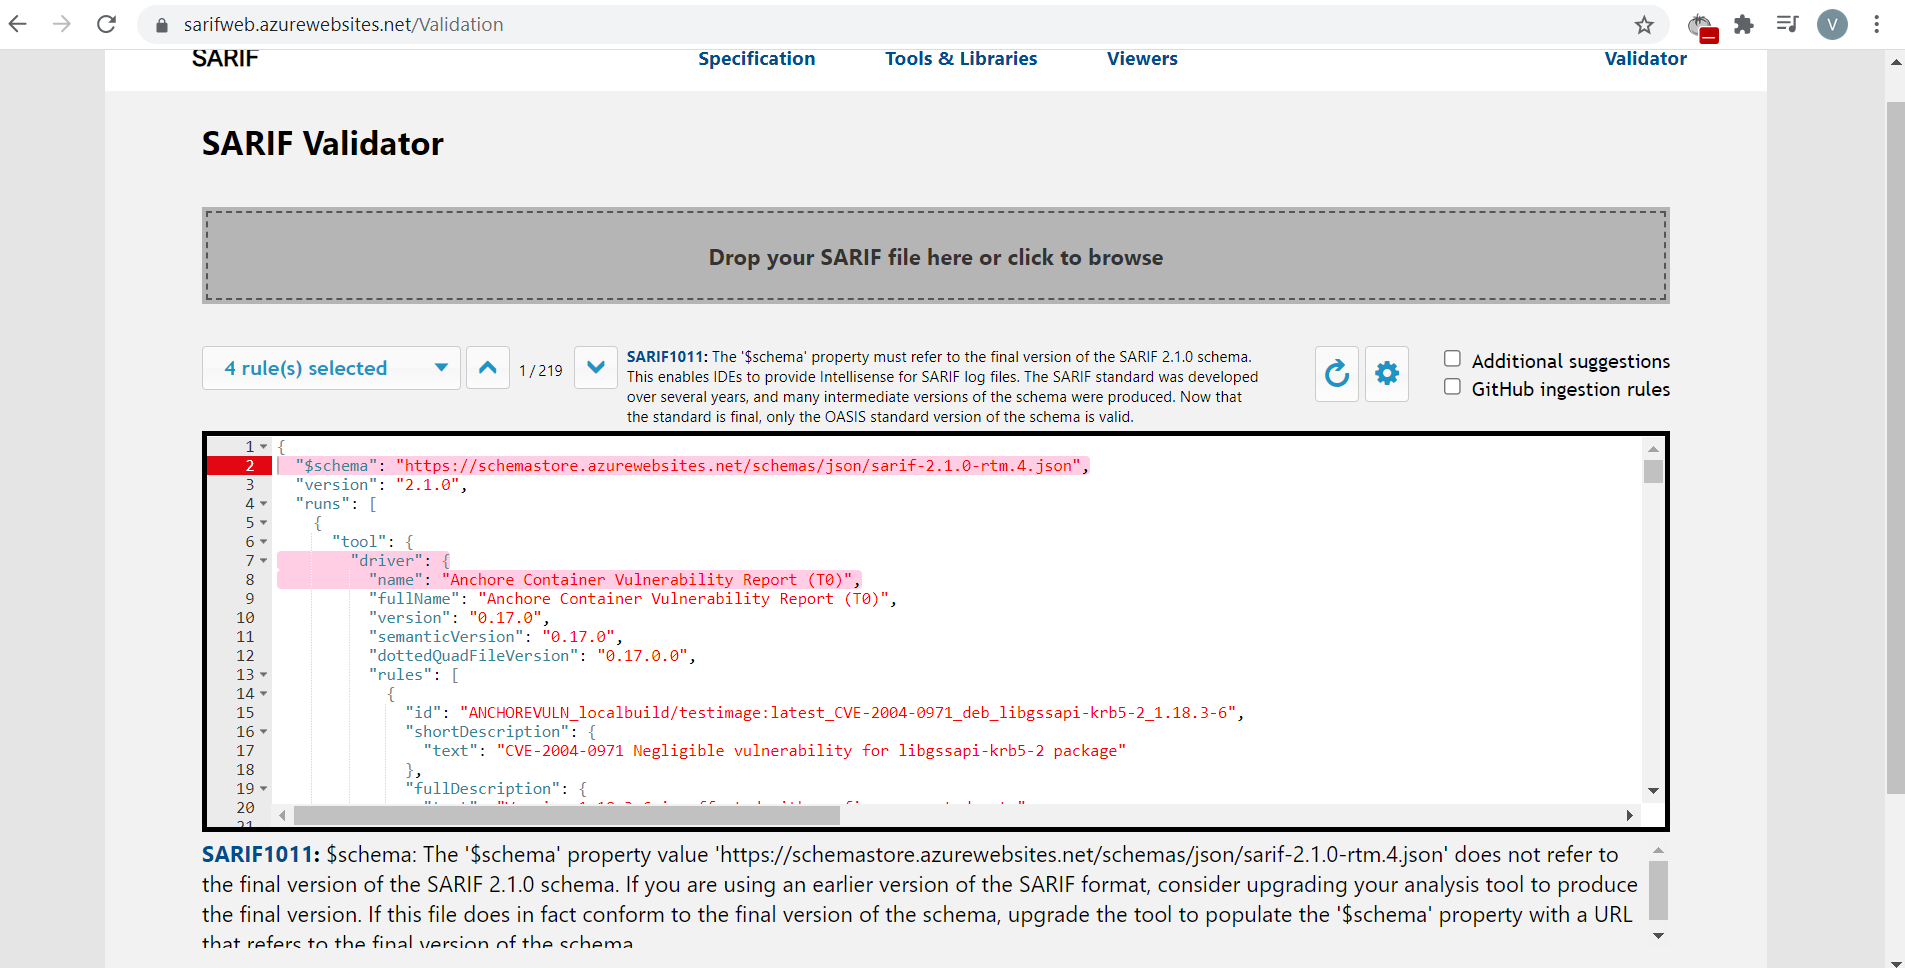 sarifweb.azurewebsites.net/Validation
V
SARIF
Specification
Tools & Libraries
Viewers
Validator
SARIF Validator
Drop your SARIF file here or click to browse
4 rule(s) selected
1 / 219
SARIF1011: The '$schema' property must refer to the final version of the SARIF 2.1.0 schema.
This enables IDEs to provide Intellisense for SARIF log files. The SARIF standard was developed
over several years, and many intermediate versions of the schema were produced. Now that
the standard is final, only the OASIS standard version of the schema is valid.
Additional suggestions
GitHub ingestion rules
1 {
2 "$schema": "https://schemastore.azurewebsites.net/schemas/json/sarif-2.1.0-rtm.4.json",
3 "version": "2.1.0",
4 "runs": [
5 {
6 "tool": {
7 "driver": {
8 "name": "Anchore Container Vulnerability Report (T0)",
9 "fullName": "Anchore Container Vulnerability Report (T0)",
10 "version": "0.17.0",
11 "semanticVersion": "0.17.0",
12 "dottedQuadFileVersion": "0.17.0.0",
13 "rules": [
14 {
15 "id": "ANCHOREVULN_localbuild/testimage:latest_CVE-2004-0971_deb_libgssapi-krb5-2_1.18.3-6",
16 "shortDescription": {
17 "text": "CVE-2004-0971 Negligible vulnerability for libgssapi-krb5-2 package"
18 },
19 "fullDescription": {
20
21
SARIF1011: $schema: The '$schema' property value 'https://schemastore.azurewebsites.net/schemas/json/sarif-2.1.0-rtm.4.json' does not refer to
the final version of the SARIF 2.1.0 schema. If you are using an earlier version of the SARIF format, consider upgrading your analysis tool to produce
the final version. If this file does in fact conform to the final version of the schema, upgrade the tool to populate the '$schema' property with a URL
that refers to the final version of the schema